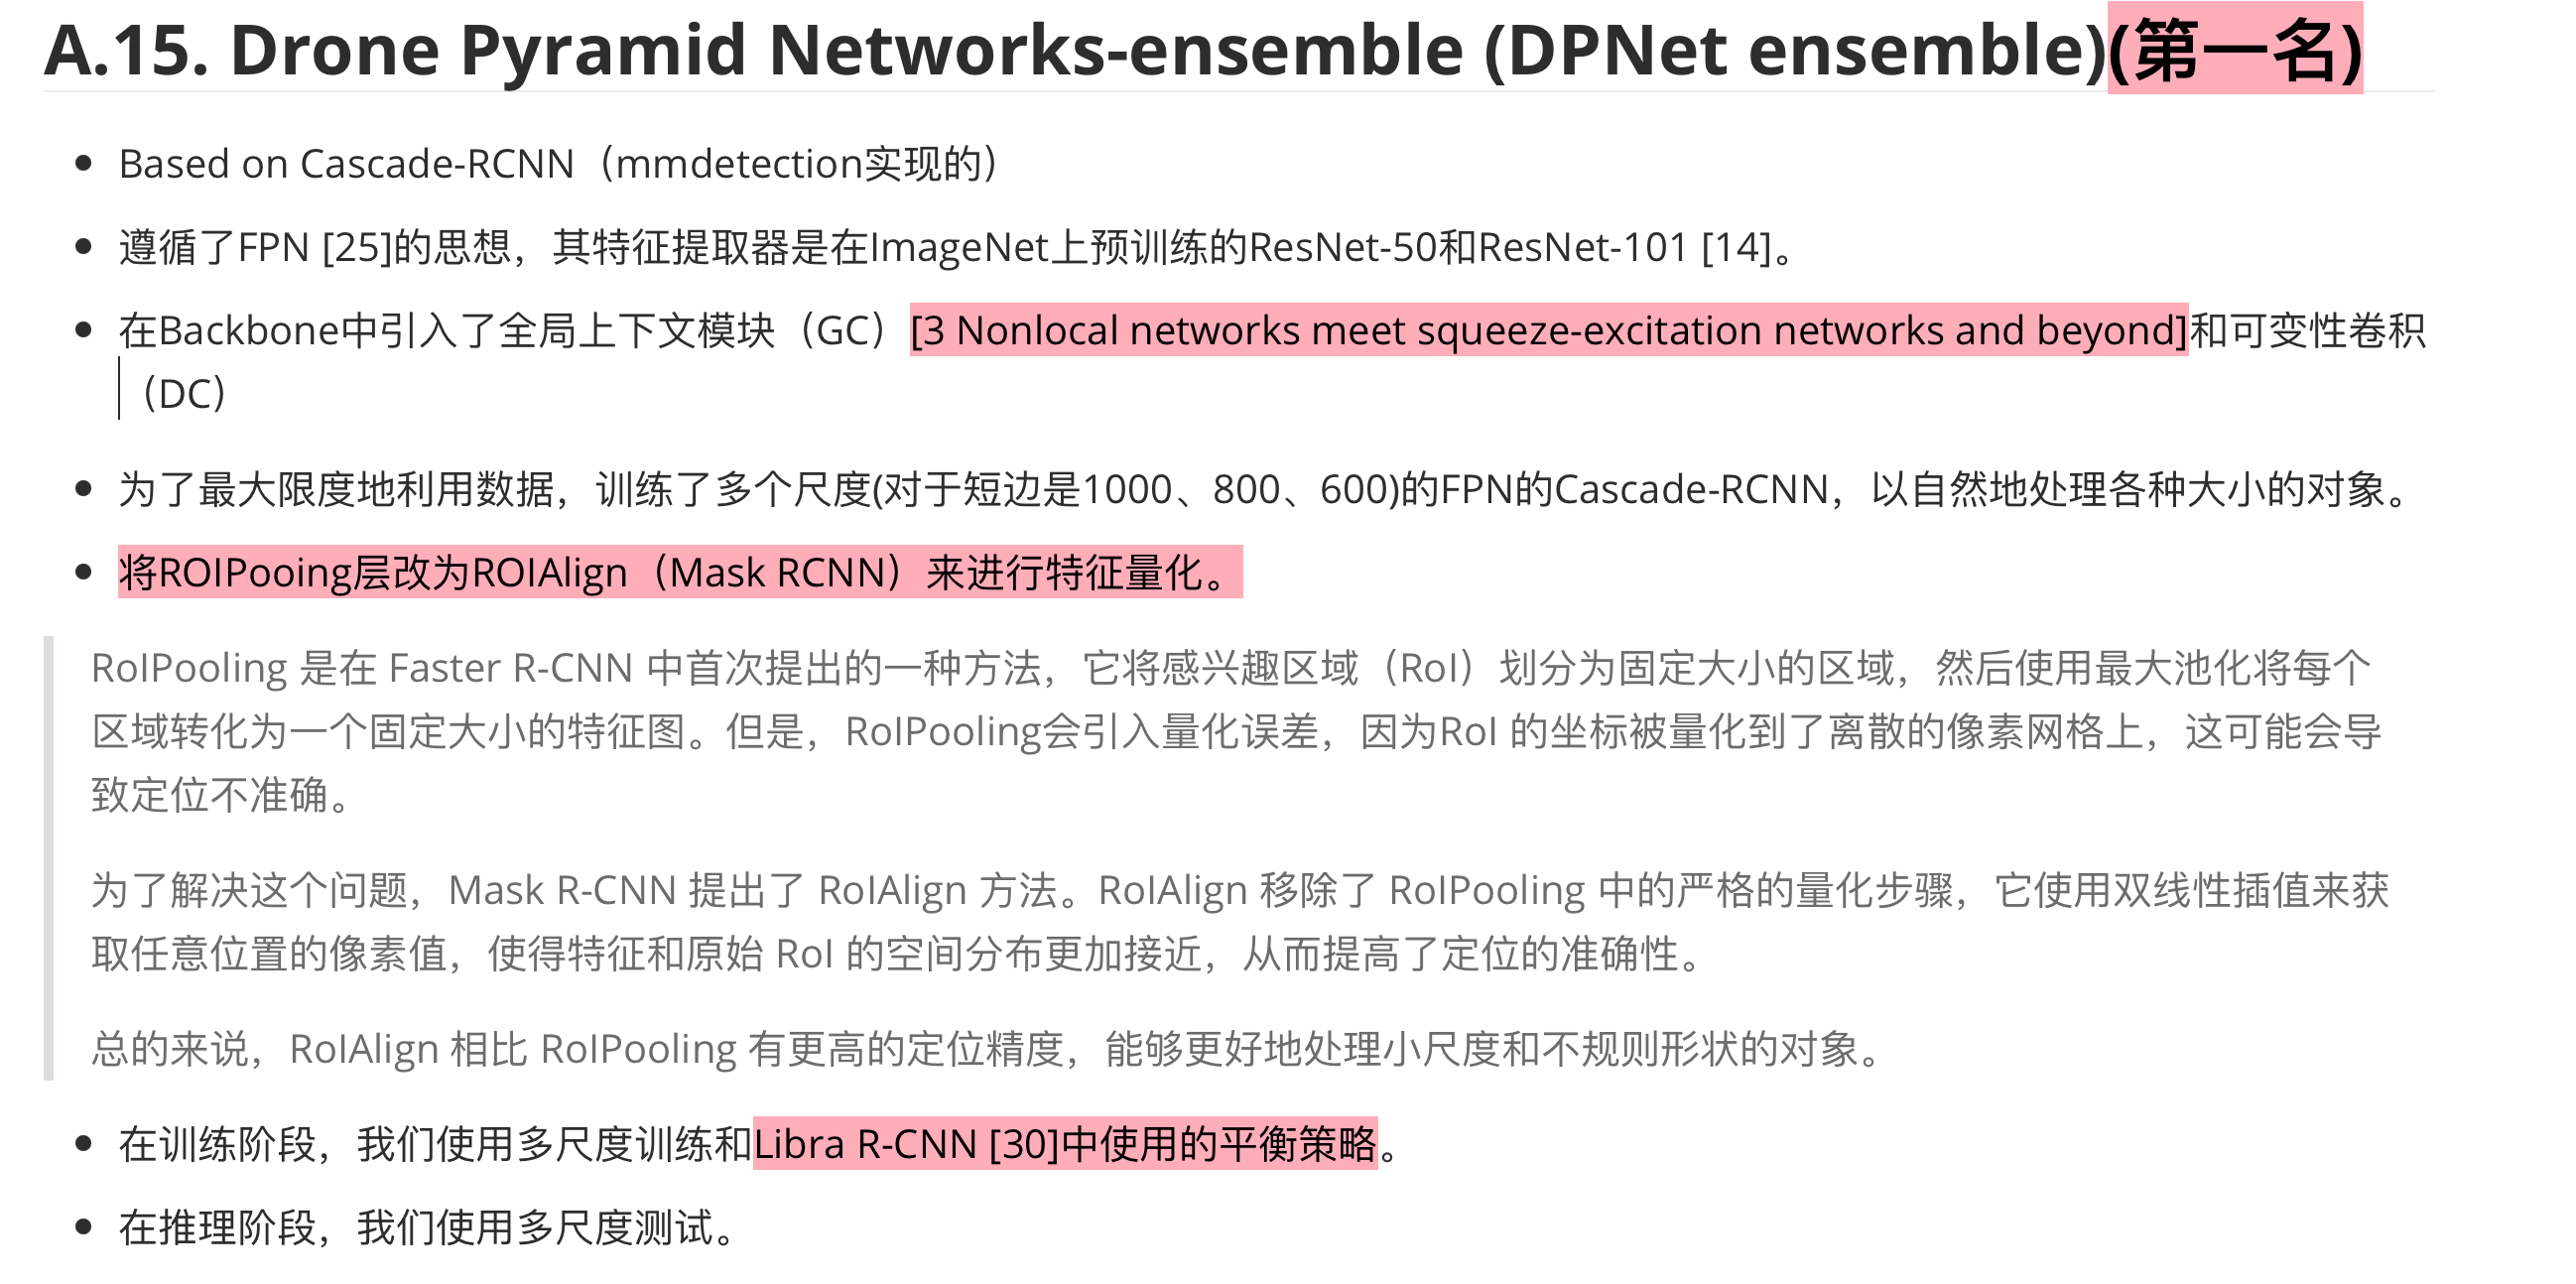 A.15. Drone Pyramid Networks-ensemble (DPNet ensemble)(第一名)
Based on Cascade-RCNN（mmdetection实现的）
遵循了FPN [25]的思想，其特征提取器是在ImageNet上预训练的ResNet-50和ResNet-101 [14]。
在Backbone中引入了全局上下文模块（GC）[3 Nonlocal networks meet squeeze-excitation networks and beyond]和可变性卷积
（DC）
为了最大限度地利用数据，训练了多个尺度(对于短边是1000、800、600)的FPN的Cascade-RCNN，以自然地处理各种大小的对象。
将ROIPooing层改为ROIAlign（Mask RCNN）来进行特征量化。
RoIPooling 是在 Faster R-CNN 中首次提出的一种方法，它将感兴趣区域（RoI）划分为固定大小的区域，然后使用最大池化将每个
区域转化为一个固定大小的特征图。但是，RoIPooling会引入量化误差，因为RoI 的坐标被量化到了离散的像素网格上，这可能会导
致定位不准确。
为了解决这个问题，Mask R-CNN 提出了 RoIAlign 方法。RoIAlign 移除了 RoIPooling 中的严格的量化步骤，它使用双线性插值来获
取任意位置的像素值，使得特征和原始 RoI 的空间分布更加接近，从而提高了定位的准确性。
总的来说，RoIAlign 相比 RoIPooling 有更高的定位精度，能够更好地处理小尺度和不规则形状的对象。
在训练阶段，我们使用多尺度训练和Libra R-CNN [30]中使用的平衡策略。
在推理阶段，我们使用多尺度测试。